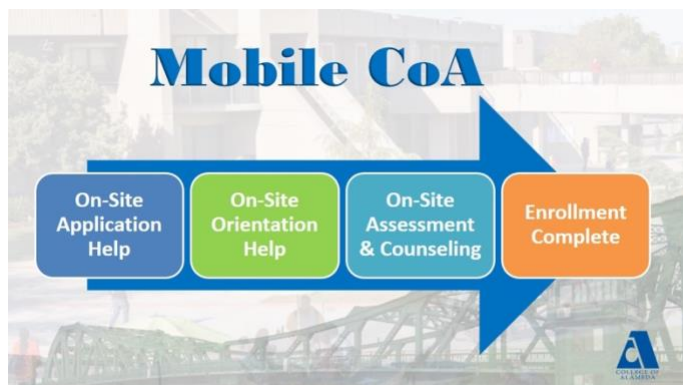 Mobile CoA
On-Site
Application
Help
On-Site
Orientation
Help
On-Site
Assessment
& Counseling
Enrollment
Complete
COLLEGE OF
ALAMEDA